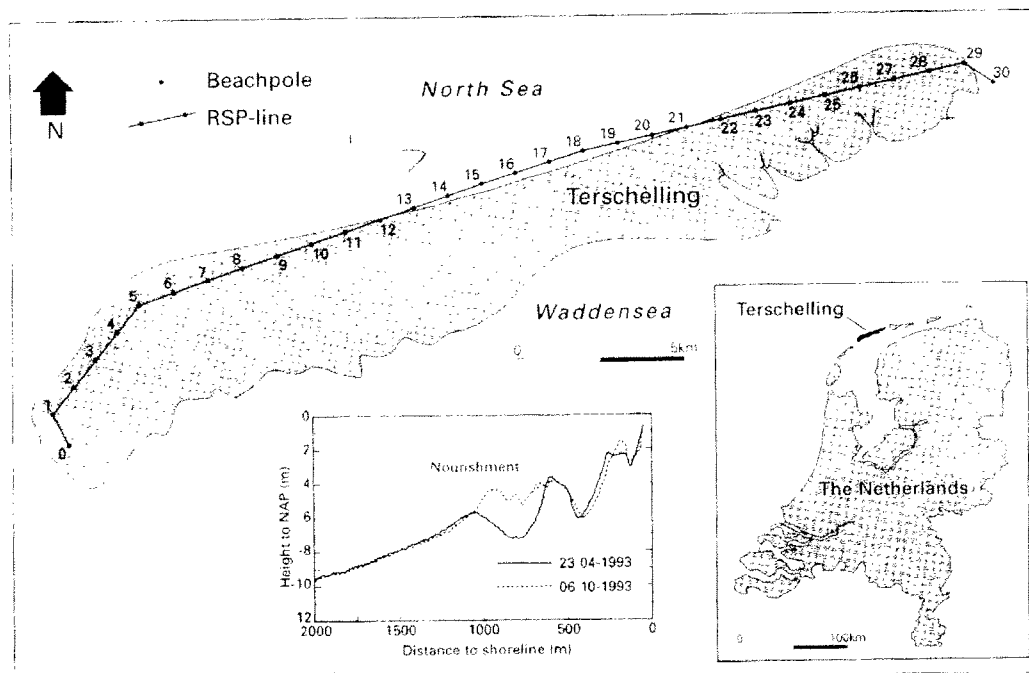 N
Beachpole
RSP-line
North Sea
Terschelling
Waddensea
0 5km
0
1
2
3
4
5
6
7
8
9
10
11
12
13
14
15
16
17
18
19
20
21
22
23
24
25
26
27
28
29
30
Height to NAP (m)
0
2
4
6
-8
-10
12
Nourishment
23 04-1993
06 10-1993
2000 1500 1000 500 0
Distance to shoreline (m)
Terschelling
The Netherlands
0 100km